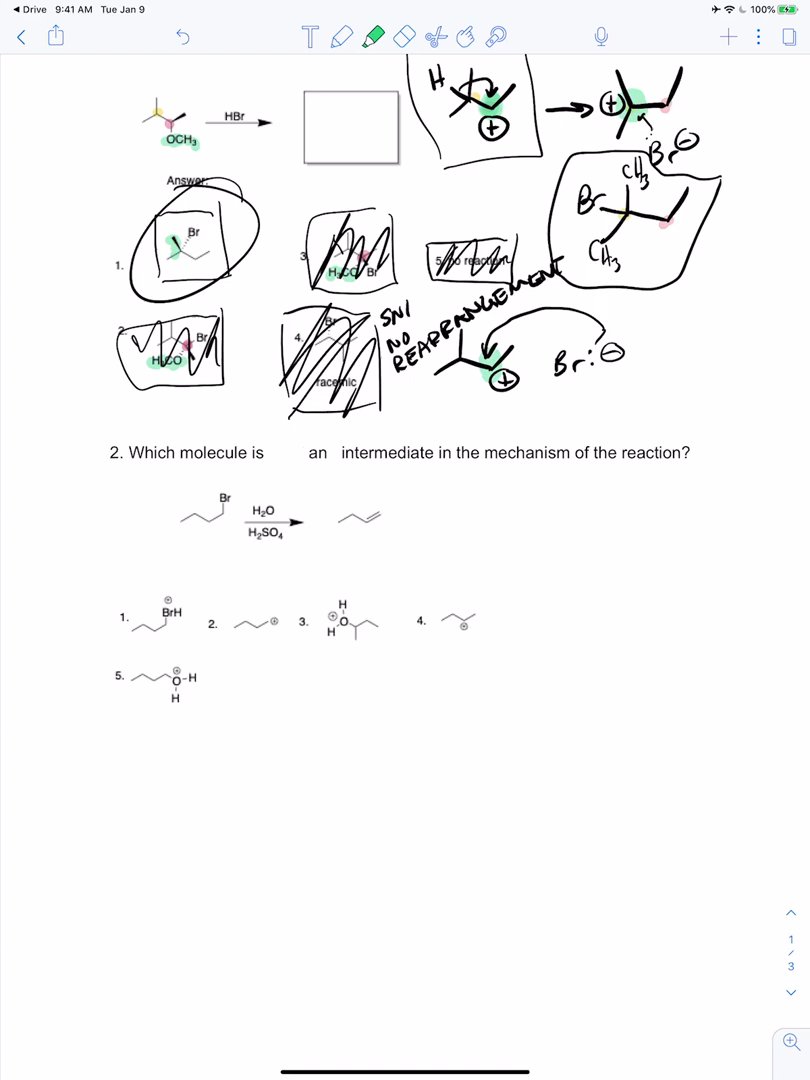 Drive 9:41 AM Tue Jan 9
100%
T
H
HBr
OCH₃
Br⊖
Answer:
CH₃
Br
Br
1.
3
H₃CO Br
5. no reaction
CH₃
2.
Br
H₃CO
4.
Br
racemic
SN1
NO
REARRANGEMENT
Br:⊖
2. Which molecule is an intermediate in the mechanism of the reaction?
Br
H₂O
H₂SO₄
1.
BrH
2.
3.
H
O
H
4.
5.
O-H
H
1
/
3